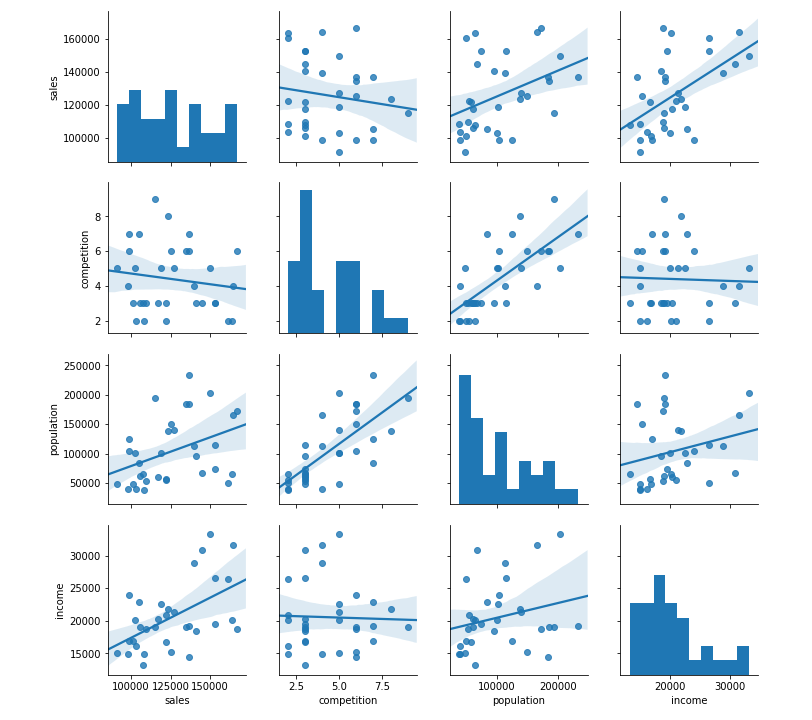 sales
160000
140000
120000
100000
competition
8
6
4
2
population
250000
200000
150000
100000
50000
income
30000
25000
20000
15000
100000 125000 150000
sales
2.5 5.0 7.5
competition
100000 200000
population
20000 30000
income